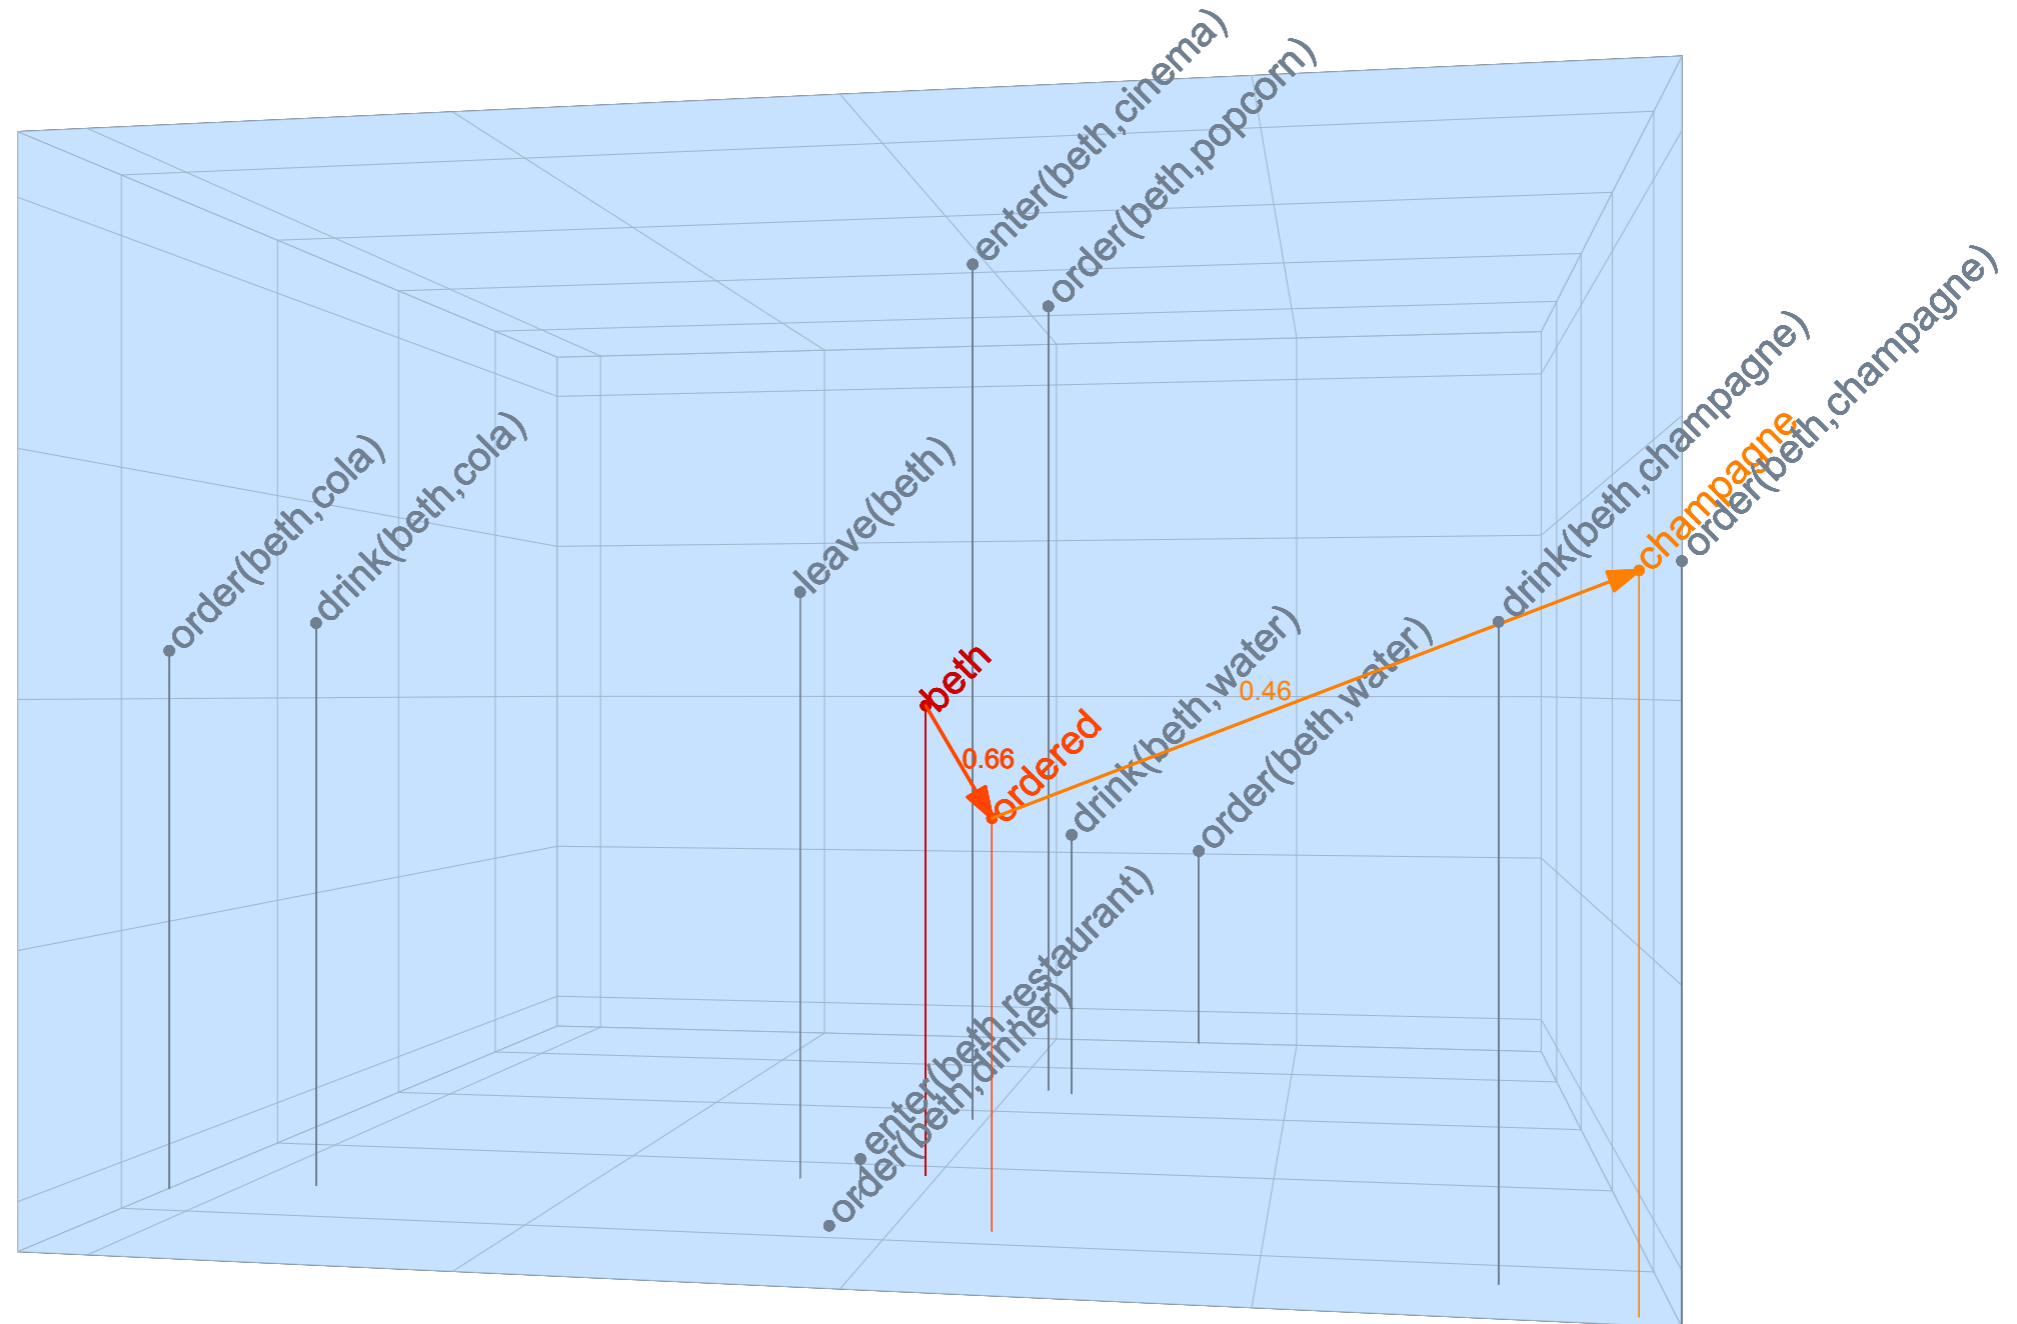 enter(beth,cinema)
order(beth,popcorn)
order(beth,champagne)
drink(beth,champagne)
champagne
order(beth,cola)
drink(beth,cola)
leave(beth)
beth
0.66
ordered
0.46
drink(beth,water)
order(beth,water)
enter(beth,restaurant)
order(beth,dinner)